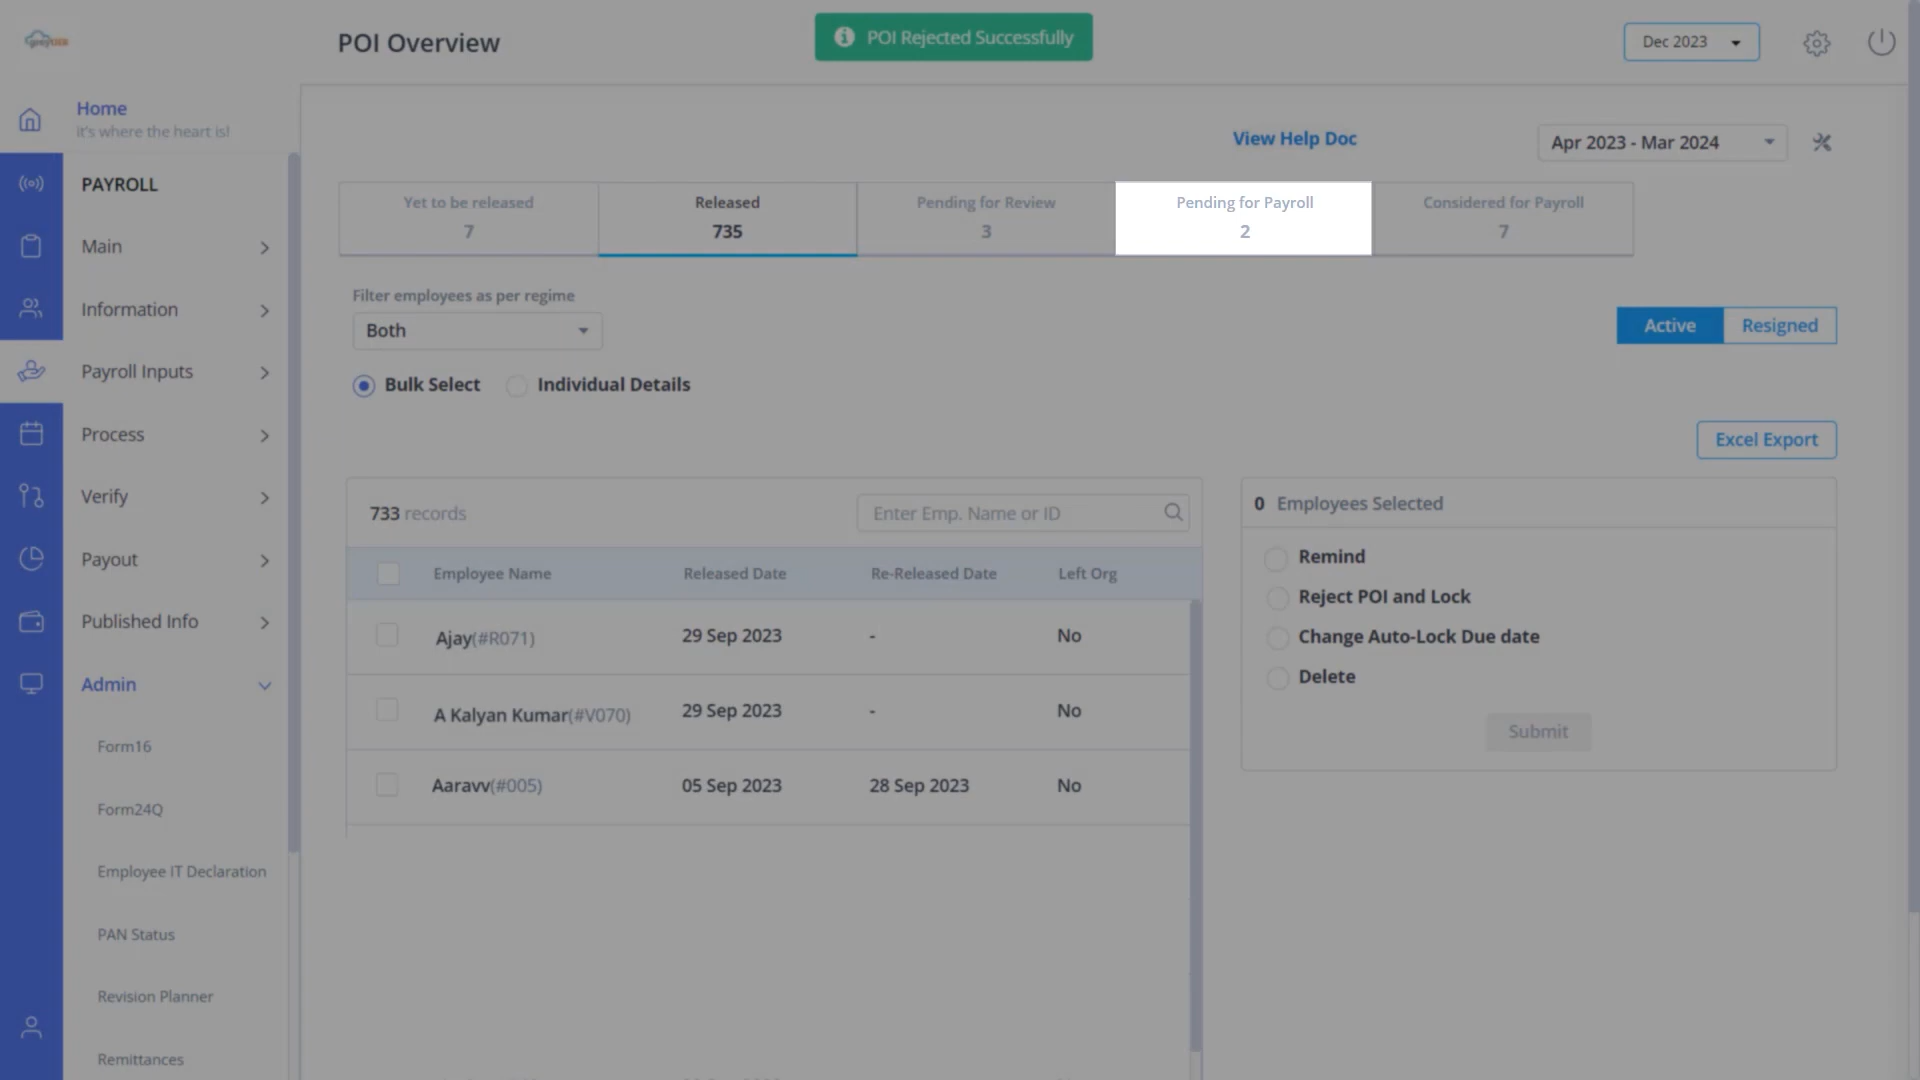 greytHR
POI Overview
POI Rejected Successfully
Dec 2023
Home
It's where the heart is!
View Help Doc
Apr 2023 - Mar 2024
PAYROLL
Main
Information
Payroll Inputs
Process
Verify
Payout
Published Info
Admin
Form16
Form24Q
Employee IT Declaration
PAN Status
Revision Planner
Remittances
Yet to be released
7
Released
735
Pending for Review
3
Pending for Payroll
2
Considered for Payroll
7
Filter employees as per regime
Both
Active Resigned
Bulk Select Individual Details
Excel Export
733 records
Enter Emp. Name or ID
Employee Name Released Date Re-Released Date Left Org
Ajay(#R071) 29 Sep 2023 - No
A Kalyan Kumar(#V070) 29 Sep 2023 - No
Aaravv(#005) 05 Sep 2023 28 Sep 2023 No
0 Employees Selected
Remind
Reject POI and Lock
Change Auto-Lock Due date
Delete
Submit